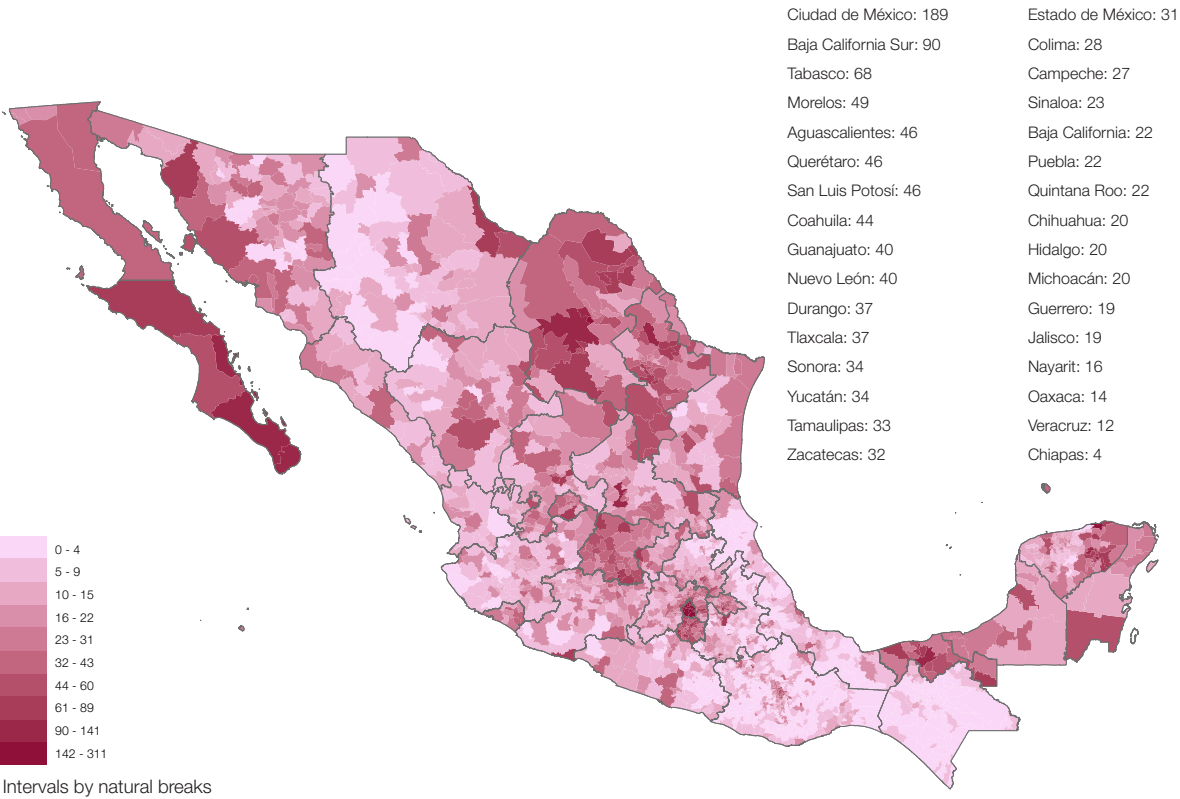 Ciudad de México: 189
Baja California Sur: 90
Tabasco: 68
Morelos: 49
Aguascalientes: 46
Querétaro: 46
San Luis Potosí: 46
Coahuila: 44
Guanajuato: 40
Nuevo León: 40
Durango: 37
Tlaxcala: 37
Sonora: 34
Yucatán: 34
Tamaulipas: 33
Zacatecas: 32
Estado de México: 31
Colima: 28
Campeche: 27
Sinaloa: 23
Baja California: 22
Puebla: 22
Quintana Roo: 22
Chihuahua: 20
Hidalgo: 20
Michoacán: 20
Guerrero: 19
Jalisco: 19
Nayarit: 16
Oaxaca: 14
Veracruz: 12
Chiapas: 4
0 - 4
5 - 9
10 - 15
16 - 22
23 - 31
32 - 43
44 - 60
61 - 89
90 - 141
142 - 311
Intervals by natural breaks